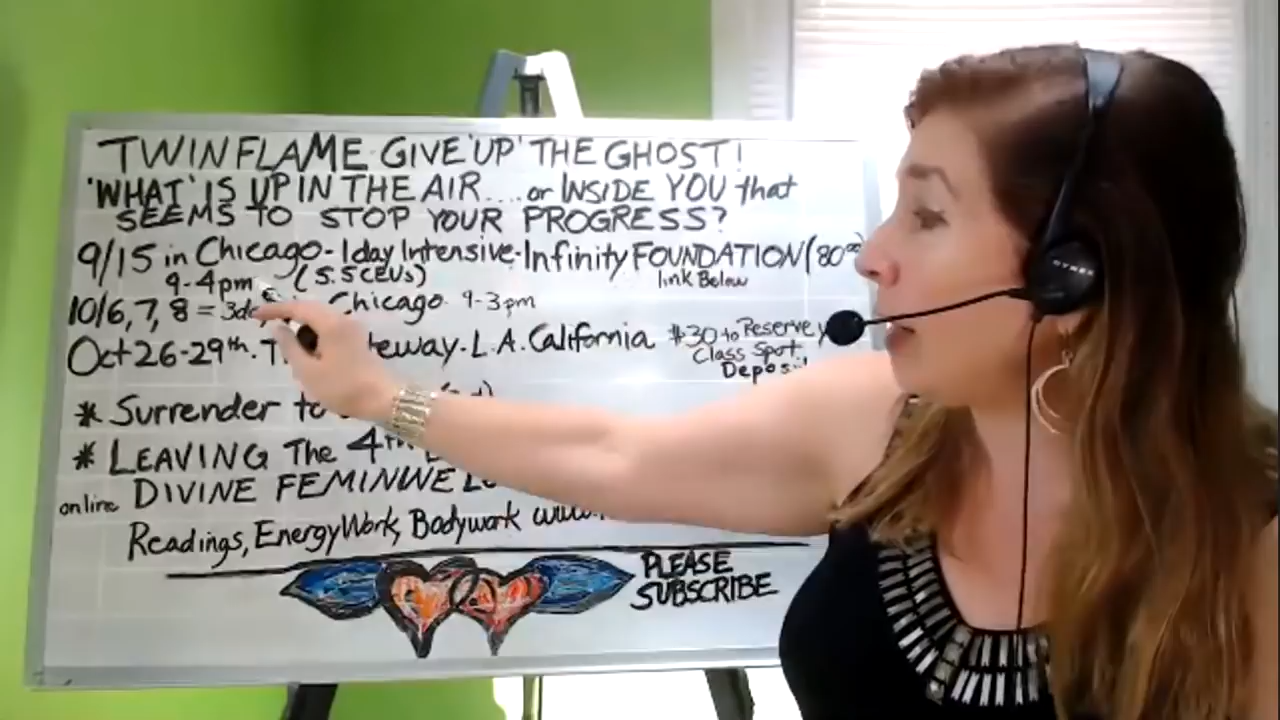 TWINFLAME GIVE 'UP' THE GHOST!
'WHAT' IS UP IN THE AIR .... or INSIDE YOU that
SEEMS TO STOP YOUR PROGRESS?
9/15 in Chicago - 1day Intensive - Infinity FOUNDATION (80
9-4pm (5.5 CEUs) link Below
10/6, 7, 8 = Chicago 9-3pm
Oct 26-29th. L.A. California $30 to Reserve
Class Spot.
* Surrender to
* LEAVING The 4th
online DIVINE FEMININE
Readings, EnergyWork, Bodywork
PLEASE
SUBSCRIBE